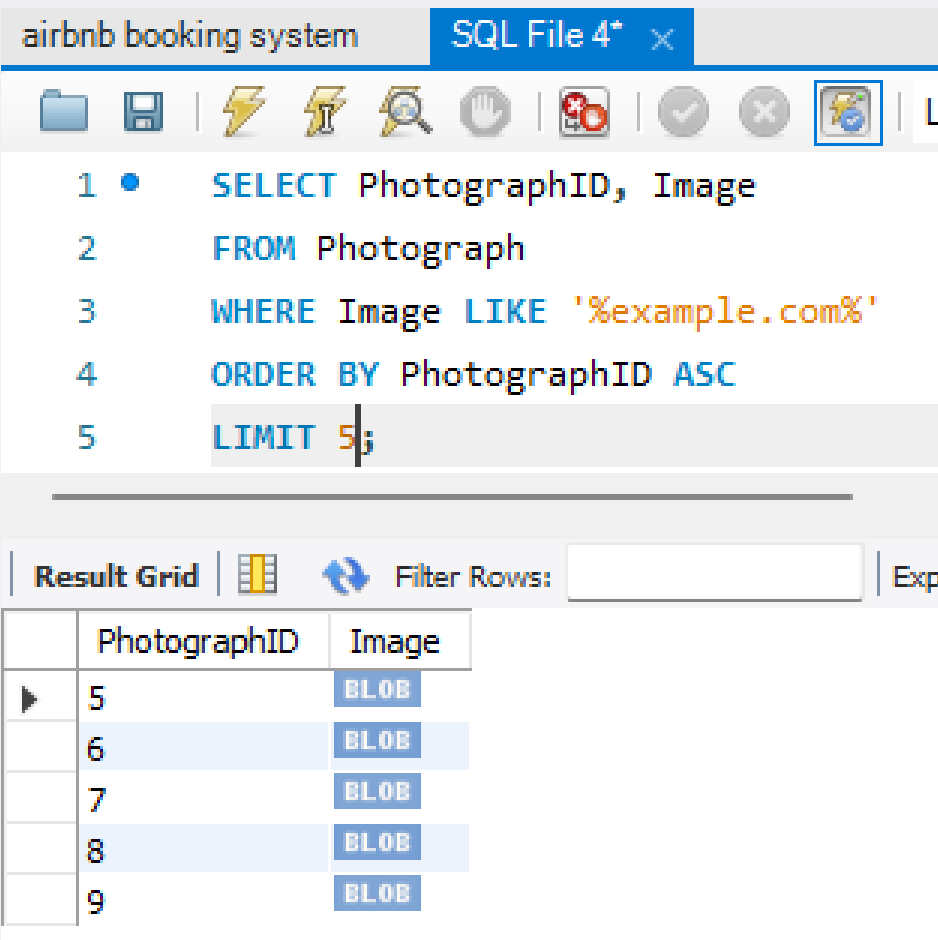 airbnb booking system SQL File 4* ×
L
1 SELECT PhotographID, Image
2 FROM Photograph
3 WHERE Image LIKE '%example.com%'
4 ORDER BY PhotographID ASC
5 LIMIT 5;
Result Grid Filter Rows: Exp
PhotographID Image
5 BLOB
6 BLOB
7 BLOB
8 BLOB
9 BLOB